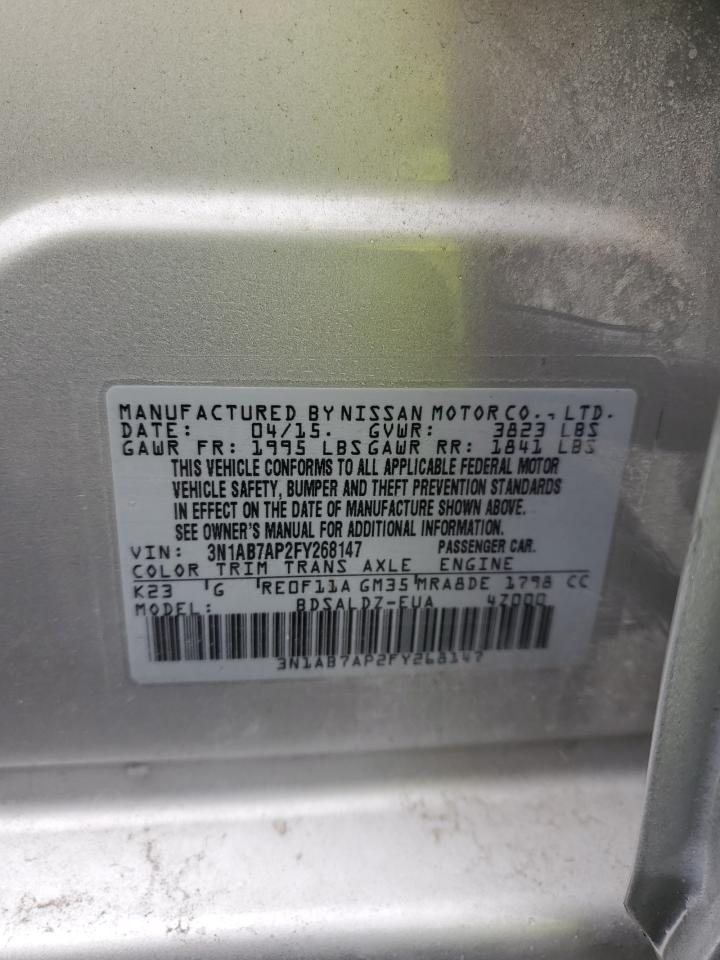 MANUFACTURED BY NISSAN MOTOR CO., LTD.
DATE: 04/15. GVWR: 3823 LBS
GAWR FR: 1995 LBS GAWR RR: 1841 LBS
THIS VEHICLE CONFORMS TO ALL APPLICABLE FEDERAL MOTOR
VEHICLE SAFETY, BUMPER AND THEFT PREVENTION STANDARDS
IN EFFECT ON THE DATE OF MANUFACTURE SHOWN ABOVE.
SEE OWNER'S MANUAL FOR ADDITIONAL INFORMATION.
VIN: 3N1AB7AP2FY268147 PASSENGER CAR.
COLOR TRIM TRANS AXLE ENGINE
K23 G RE0F11A GM35 MRA8DE 1798 CC
MODEL: BDSALDZ-EUA 4Z000
3N1AB7AP2FY268147